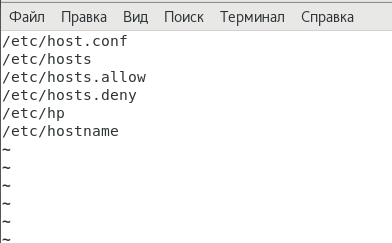 Файл Правка Вид Поиск Терминал Справка
/etc/host.conf
/etc/hosts
/etc/hosts.allow
/etc/hosts.deny
/etc/hp
/etc/hostname
~
~
~
~
~
~